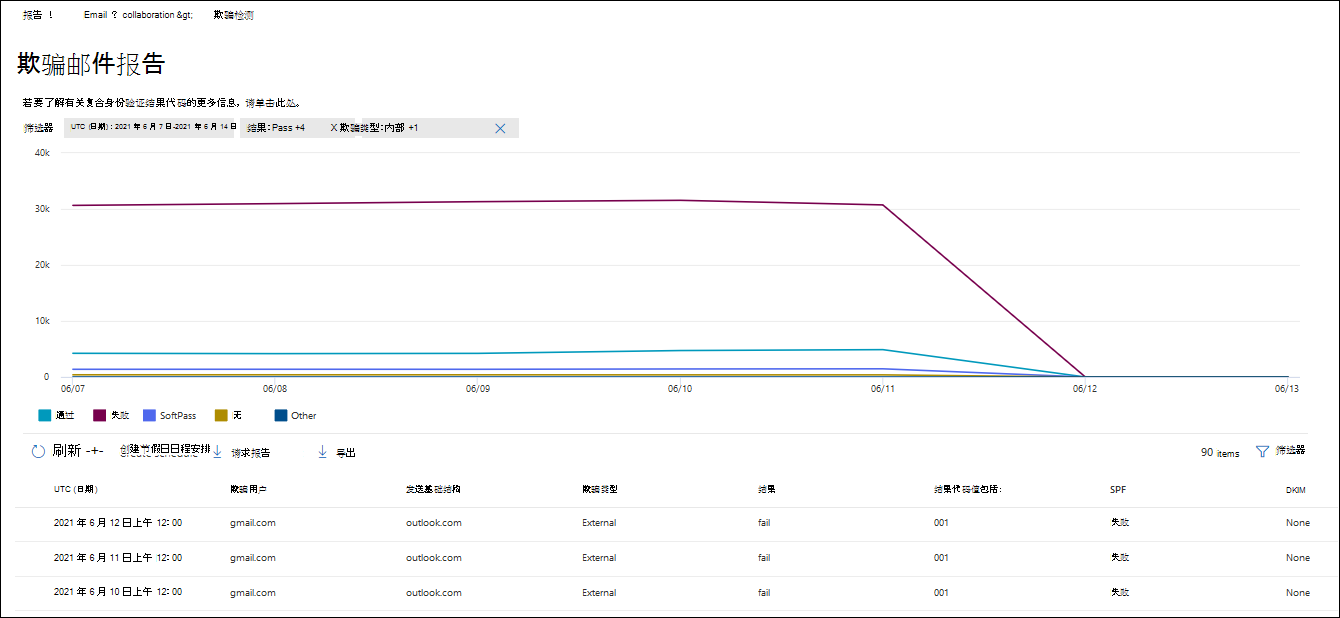 报告 ! Email ? collaboration &gt; 欺骗检测
欺骗邮件报告
若要了解有关复合身份验证结果代码的更多信息，请单击此处。
筛选器 UTC (日期)：2021 年 6 月 7 日-2021 年 6 月 14 日 结果：Pass +4 X 欺骗类型：内部 +1
40k
30k
20k
10k
0
06/07 06/08 06/09 06/10 06/11 06/12 06/13
通过 失败 SoftPass 无 Other
刷新 -+- 创建节假日日程安排 请求报告 导出 90 items 筛选器
UTC (日期) 欺骗用户 发送基础结构 欺骗类型 结果 结果代码值包括： SPF DKIM
2021 年 6 月 12 日上午 12: 00 gmail.com outlook.com External fail 001 失败 None
2021 年 6 月 11 日上午 12: 00 gmail.com outlook.com External fail 001 失败 None
2021 年 6 月 10 日上午 12: 00 gmail.com outlook.com External fail 001 失败 None